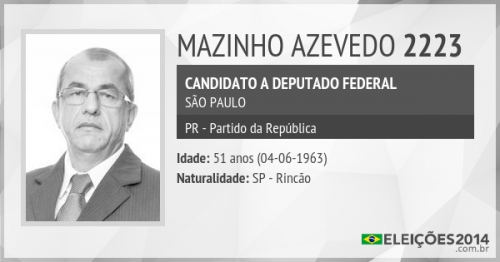 MAZINHO AZEVEDO 2223
CANDIDATO A DEPUTADO FEDERAL
SÃO PAULO
PR - Partido da República
Idade: 51 anos (04-06-1963)
Naturalidade: SP - Rincão
ELEIÇÕES2014
.com.br